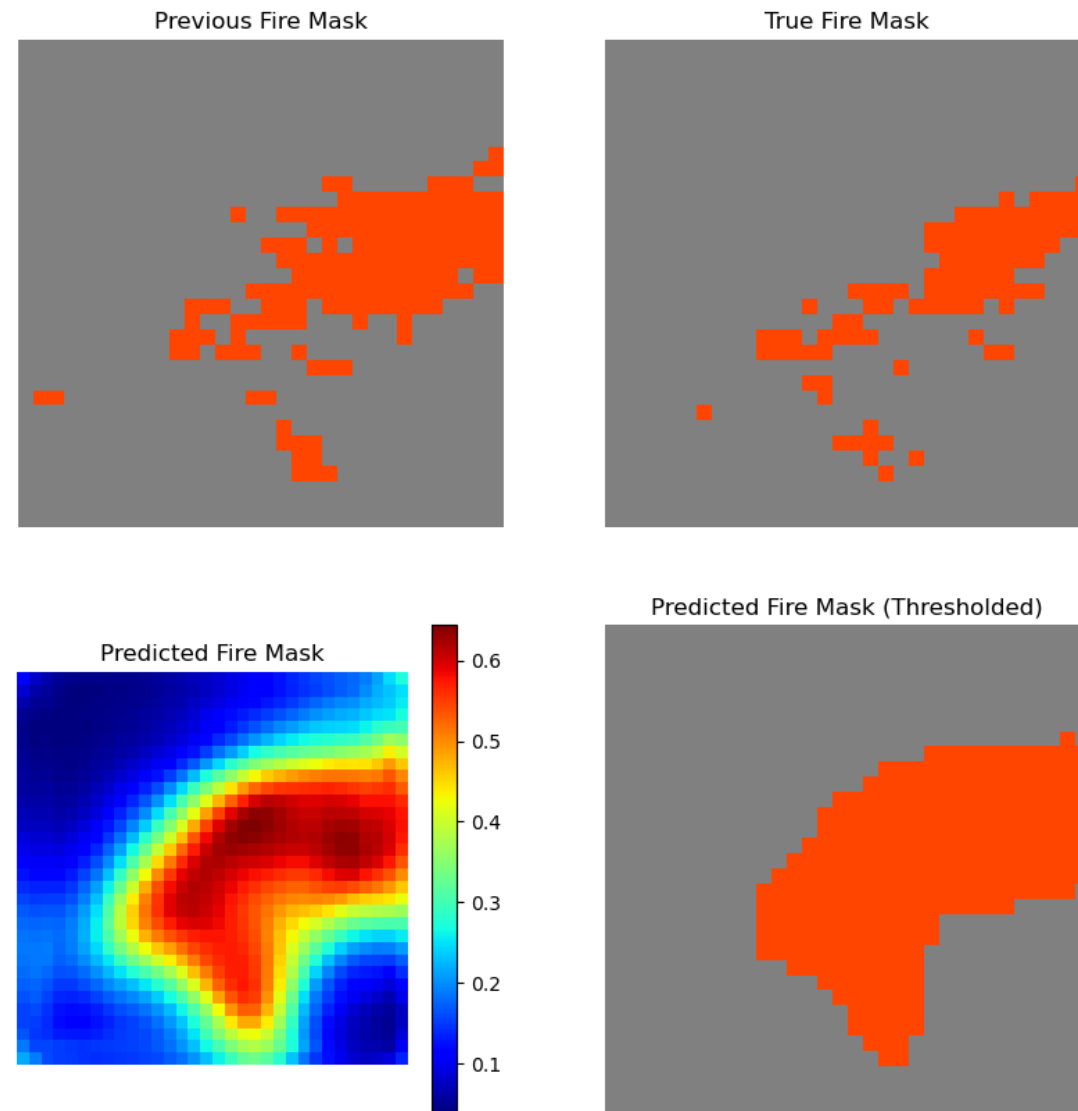 Previous Fire Mask
True Fire Mask
Predicted Fire Mask
0.6
0.5
0.4
0.3
0.2
0.1
Predicted Fire Mask (Thresholded)